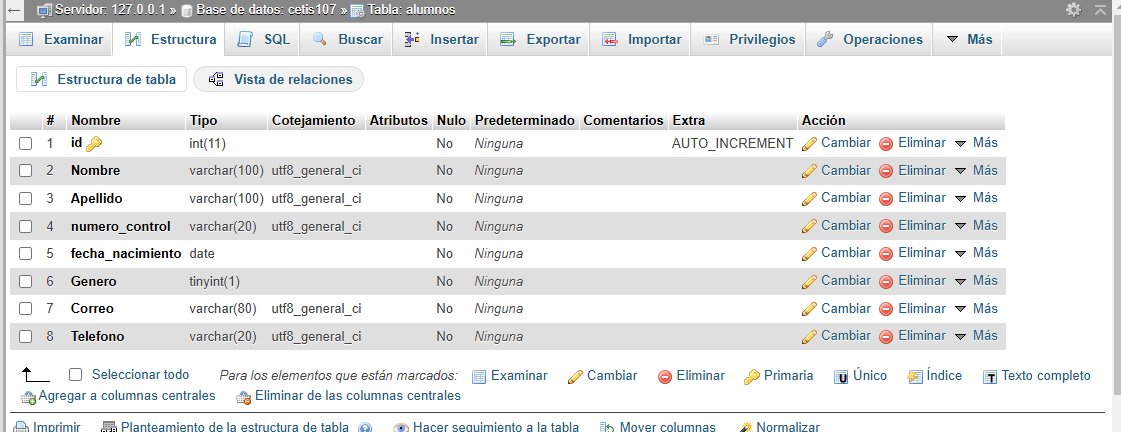 Servidor: 127.0.0.1 » Base de datos: cetis107 » Tabla: alumnos
Examinar Estructura SQL Buscar Insertar Exportar Importar Privilegios Operaciones Más
Estructura de tabla Vista de relaciones
# Nombre Tipo Cotejamiento Atributos Nulo Predeterminado Comentarios Extra Acción
1 id int(11) No Ninguna AUTO_INCREMENT Cambiar Eliminar Más
2 Nombre varchar(100) utf8_general_ci No Ninguna Cambiar Eliminar Más
3 Apellido varchar(100) utf8_general_ci No Ninguna Cambiar Eliminar Más
4 numero_control varchar(20) utf8_general_ci No Ninguna Cambiar Eliminar Más
5 fecha_nacimiento date No Ninguna Cambiar Eliminar Más
6 Genero tinyint(1) No Ninguna Cambiar Eliminar Más
7 Correo varchar(80) utf8_general_ci No Ninguna Cambiar Eliminar Más
8 Telefono varchar(20) utf8_general_ci No Ninguna Cambiar Eliminar Más
Seleccionar todo Para los elementos que están marcados: Examinar Cambiar Eliminar Primaria Único Índice Texto completo
Agregar a columnas centrales Eliminar de las columnas centrales
Imprimir Planteamiento de la estructura de tabla Hacer seguimiento a la tabla Mover columnas Normalizar